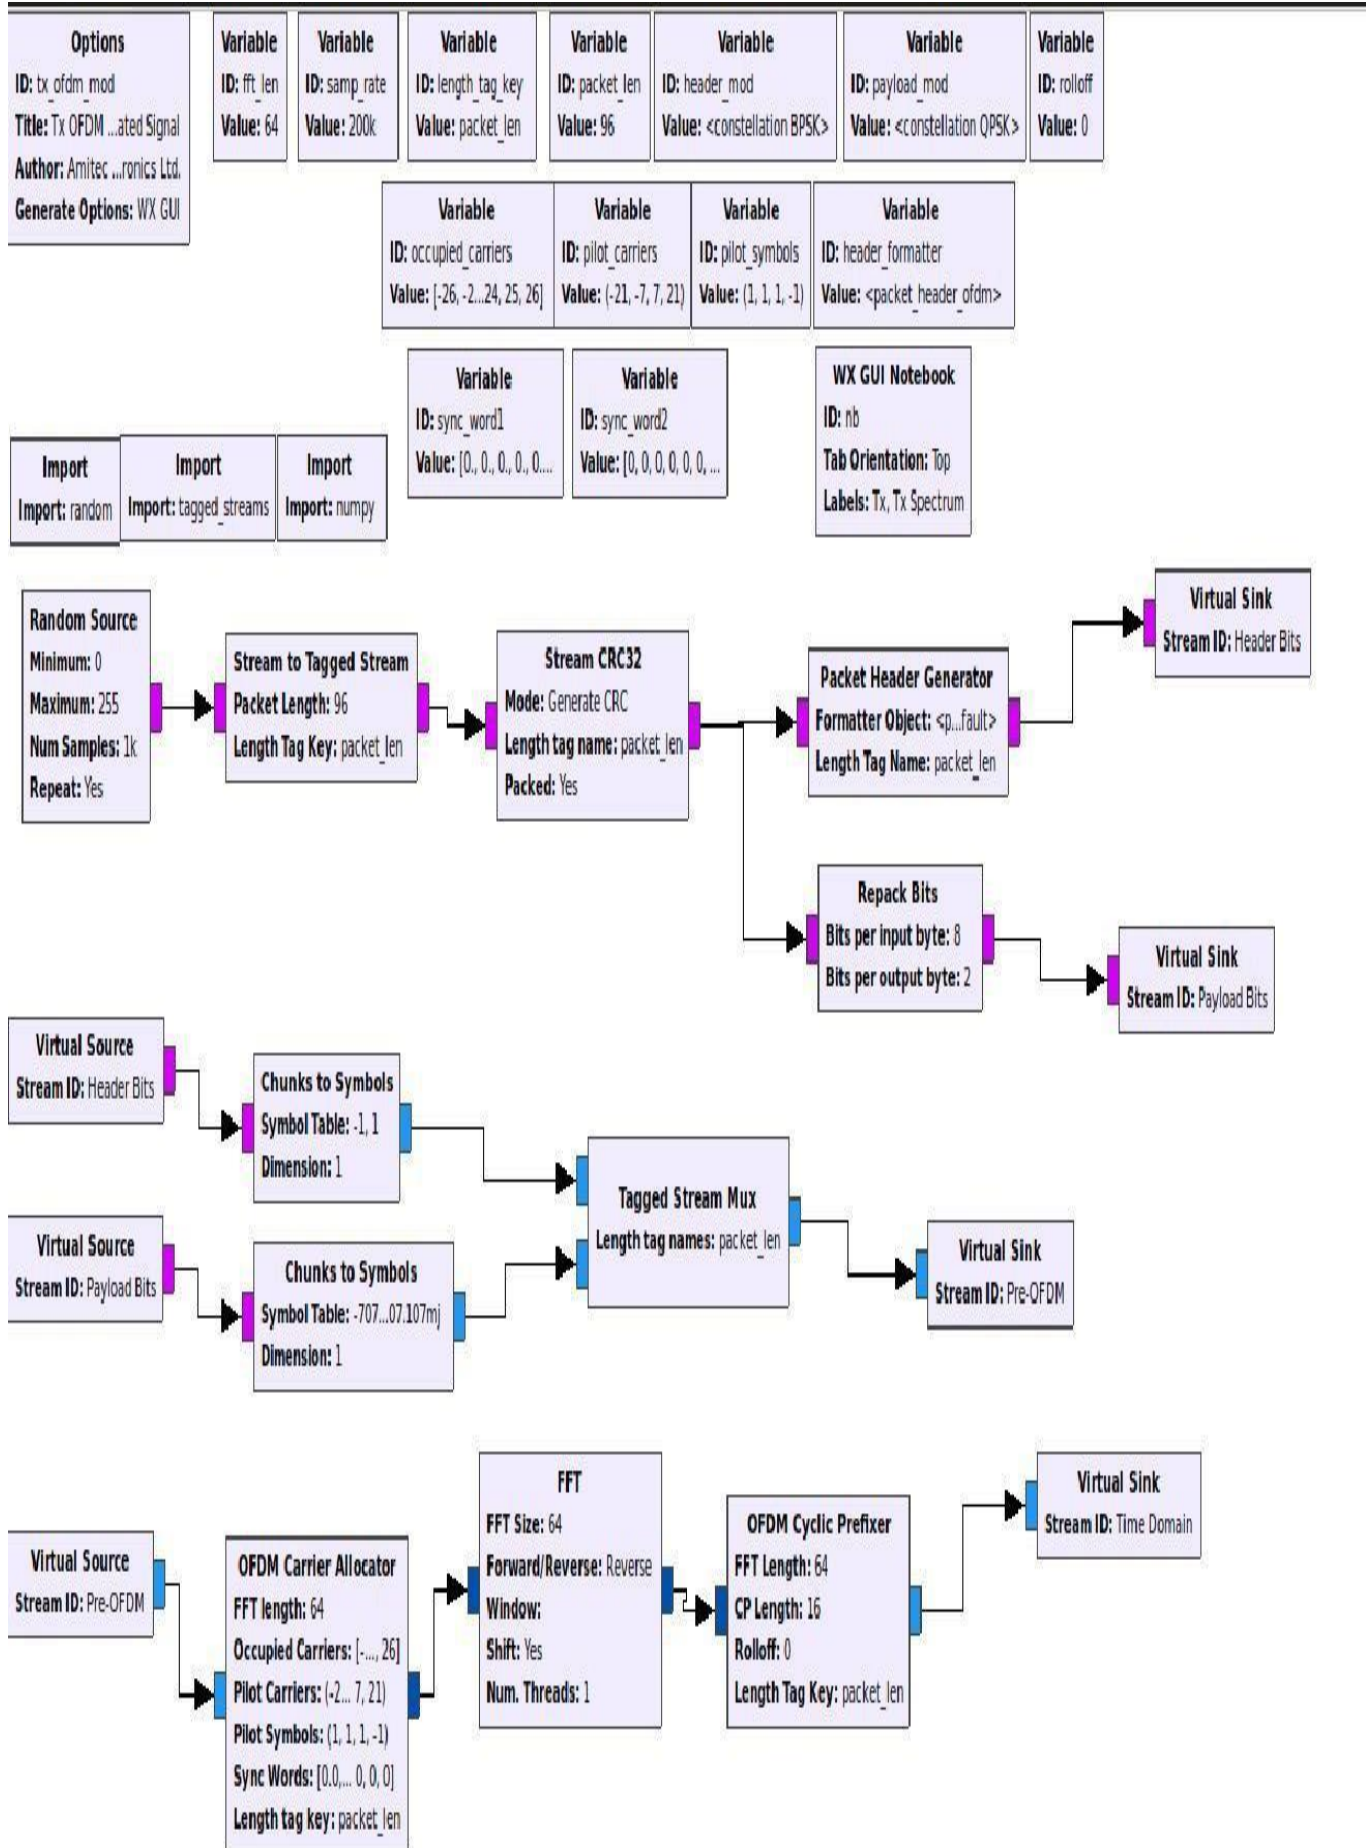 Options
ID: tx_ofdm_mod
Title: Tx OFDM ...ated Signal
Author: Amitec ...ronics Ltd.
Generate Options: WX GUI
Variable
ID: fft_len
Value: 64
Variable
ID: samp_rate
Value: 200k
Variable
ID: length_tag_key
Value: packet_len
Variable
ID: packet_len
Value: 96
Variable
ID: header_mod
Value: <constellation BPSK>
Variable
ID: payload_mod
Value: <constellation QPSK>
Variable
ID: rolloff
Value: 0
Variable
ID: occupied_carriers
Value: [-26, -2...24, 25, 26]
Variable
ID: pilot_carriers
Value: (-21, -7, 7, 21)
Variable
ID: pilot_symbols
Value: (1, 1, 1, -1)
Variable
ID: header_formatter
Value: <packet_header_ofdm>
Variable
ID: sync_word1
Value: [0., 0., 0., 0., 0....
Variable
ID: sync_word2
Value: [0, 0, 0, 0, 0, 0, ...
WX GUI Notebook
ID: nb
Tab Orientation: Top
Labels: Tx, Tx Spectrum
Import
Import: random
Import
Import: tagged_streams
Import
Import: numpy
Random Source
Minimum: 0
Maximum: 255
Num Samples: 1k
Repeat: Yes
Stream to Tagged Stream
Packet Length: 96
Length Tag Key: packet_len
Stream CRC32
Mode: Generate CRC
Length tag name: packet_len
Packed: Yes
Packet Header Generator
Formatter Object: <p...fault>
Length Tag Name: packet_len
Virtual Sink
Stream ID: Header Bits
Repack Bits
Bits per input byte: 8
Bits per output byte: 2
Virtual Sink
Stream ID: Payload Bits
Virtual Source
Stream ID: Header Bits
Chunks to Symbols
Symbol Table: -1, 1
Dimension: 1
Virtual Source
Stream ID: Payload Bits
Chunks to Symbols
Symbol Table: -707...07.107mj
Dimension: 1
Tagged Stream Mux
Length tag names: packet_len
Virtual Sink
Stream ID: Pre-OFDM
Virtual Source
Stream ID: Pre-OFDM
OFDM Carrier Allocator
FFT length: 64
Occupied Carriers: [-..., 26]
Pilot Carriers: (-2... 7, 21)
Pilot Symbols: (1, 1, 1, -1)
Sync Words: [0.0,... 0, 0, 0]
Length tag key: packet_len
FFT
FFT Size: 64
Forward/Reverse: Reverse
Window:
Shift: Yes
Num. Threads: 1
OFDM Cyclic Prefixer
FFT Length: 64
CP Length: 16
Rolloff: 0
Length Tag Key: packet_len
Virtual Sink
Stream ID: Time Domain